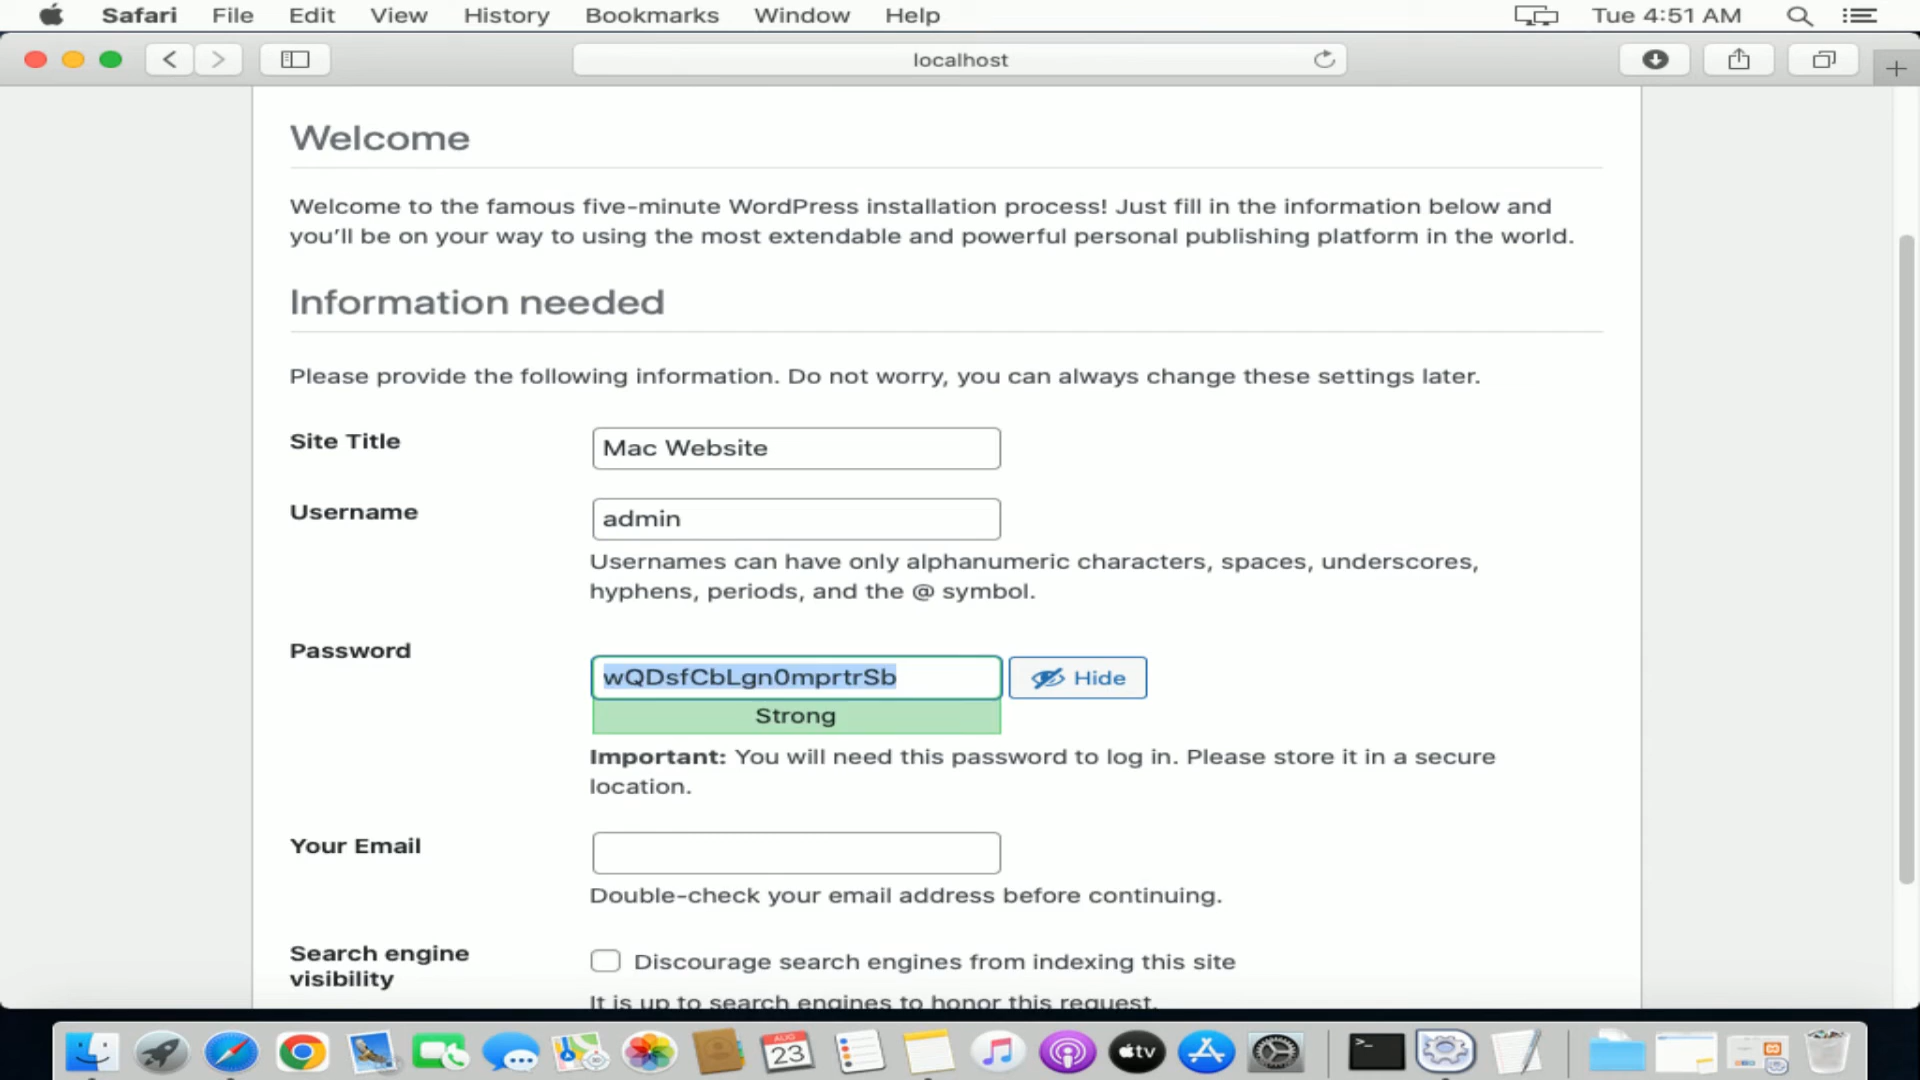 Safari File Edit View History Bookmarks Window Help Tue 4:51 AM
localhost
Welcome
Welcome to the famous five-minute WordPress installation process! Just fill in the information below and
you’ll be on your way to using the most extendable and powerful personal publishing platform in the world.
Information needed
Please provide the following information. Do not worry, you can always change these settings later.
Site Title Mac Website
Username admin
Usernames can have only alphanumeric characters, spaces, underscores,
hyphens, periods, and the @ symbol.
Password
wQDsfCbLgn0mprtrSb Hide
Strong
Important: You will need this password to log in. Please store it in a secure
location.
Your Email
Double-check your email address before continuing.
Search engine
visibility
Discourage search engines from indexing this site
It is up to search engines to honor this request.
AUG
23
tv